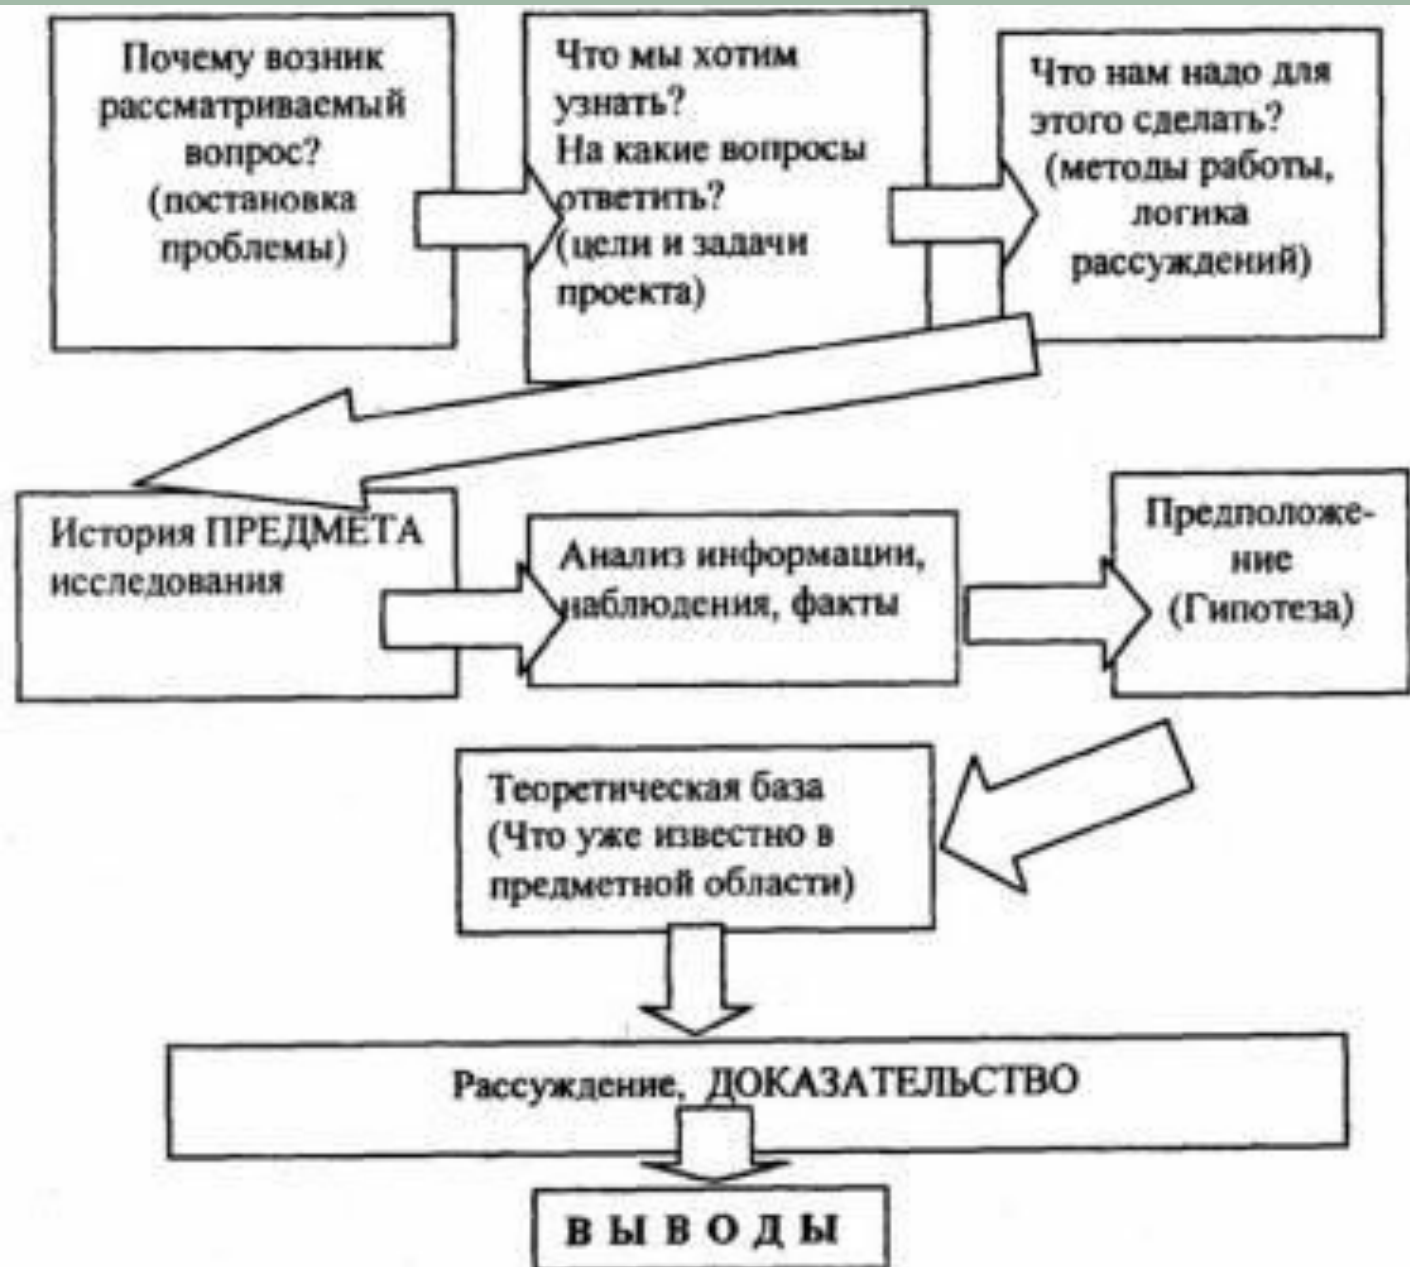 Почему возник
рассматриваемый
вопрос?
(постановка
проблемы)
Что мы хотим
узнать?
На какие вопросы
ответить?
(цели и задачи
проекта)
Что нам надо для
этого сделать?
(методы работы,
логика
рассуждений)
История ПРЕДМЕТА
исследования
Анализ информации,
наблюдения, факты
Предположе-
ние
(Гипотеза)
Теоретическая база
(Что уже известно в
предметной области)
Рассуждение, ДОКАЗАТЕЛЬСТВО
В Ы В О Д Ы